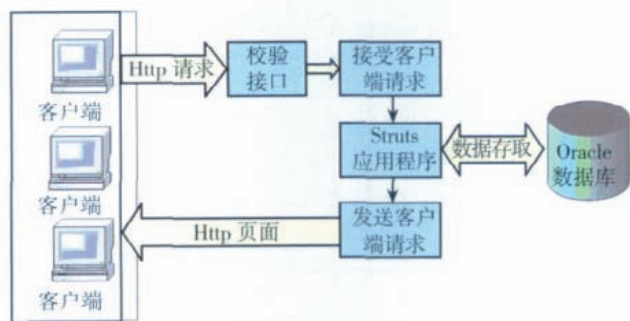 客户端
客户端
客户端
Http 请求
校验
接口
接受客户
端请求
Struts
应用程序
数据存取
Oracle
数据库
发送客户
端请求
Http 页面